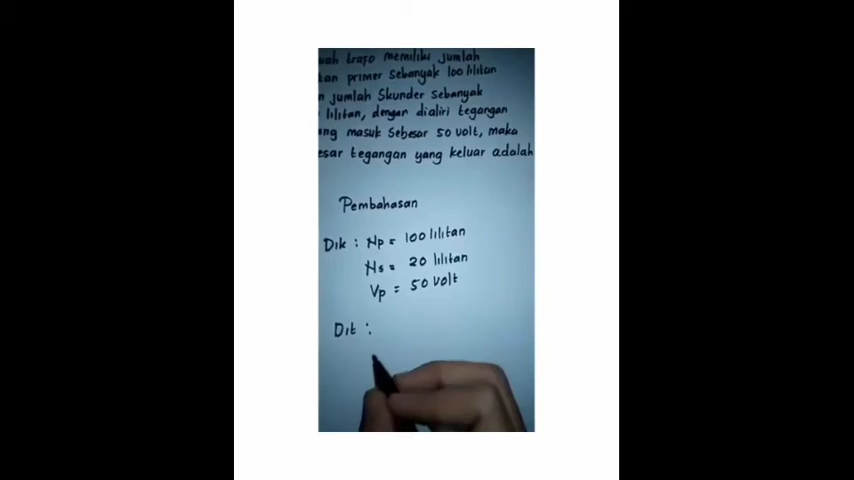 uah trafo memiliki jumlah
tan primer sebanyak 100 lilitan
n jumlah Skunder sebanyak
lilitan, dengan dialiri tegangan
ng masuk sebesar 50 volt, maka
esar tegangan yang keluar adalah
Pembahasan
Dik : Np = 100 lilitan
Ns = 20 lilitan
Vp = 50 volt
Dit :